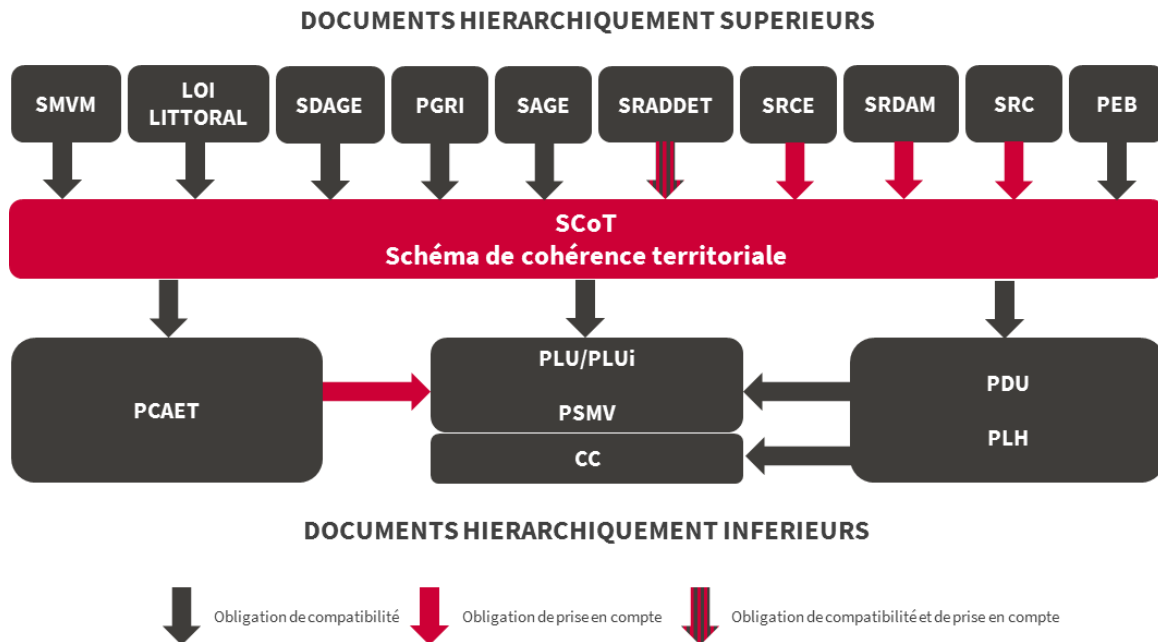 DOCUMENTS HIERARCHIQUEMENT SUPERIEURS
SMVM
LOI
LITTORAL
SDAGE
PGRI
SAGE
SRADDET
SRCE
SRDAM
SRC
PEB
SCoT
Schéma de cohérence territoriale
PCAET
PLU/PLUi
PSMV
CC
PDU
PLH
DOCUMENTS HIERARCHIQUEMENT INFERIEURS
Obligation de compatibilité
Obligation de prise en compte
Obligation de compatibilité et de prise en compte